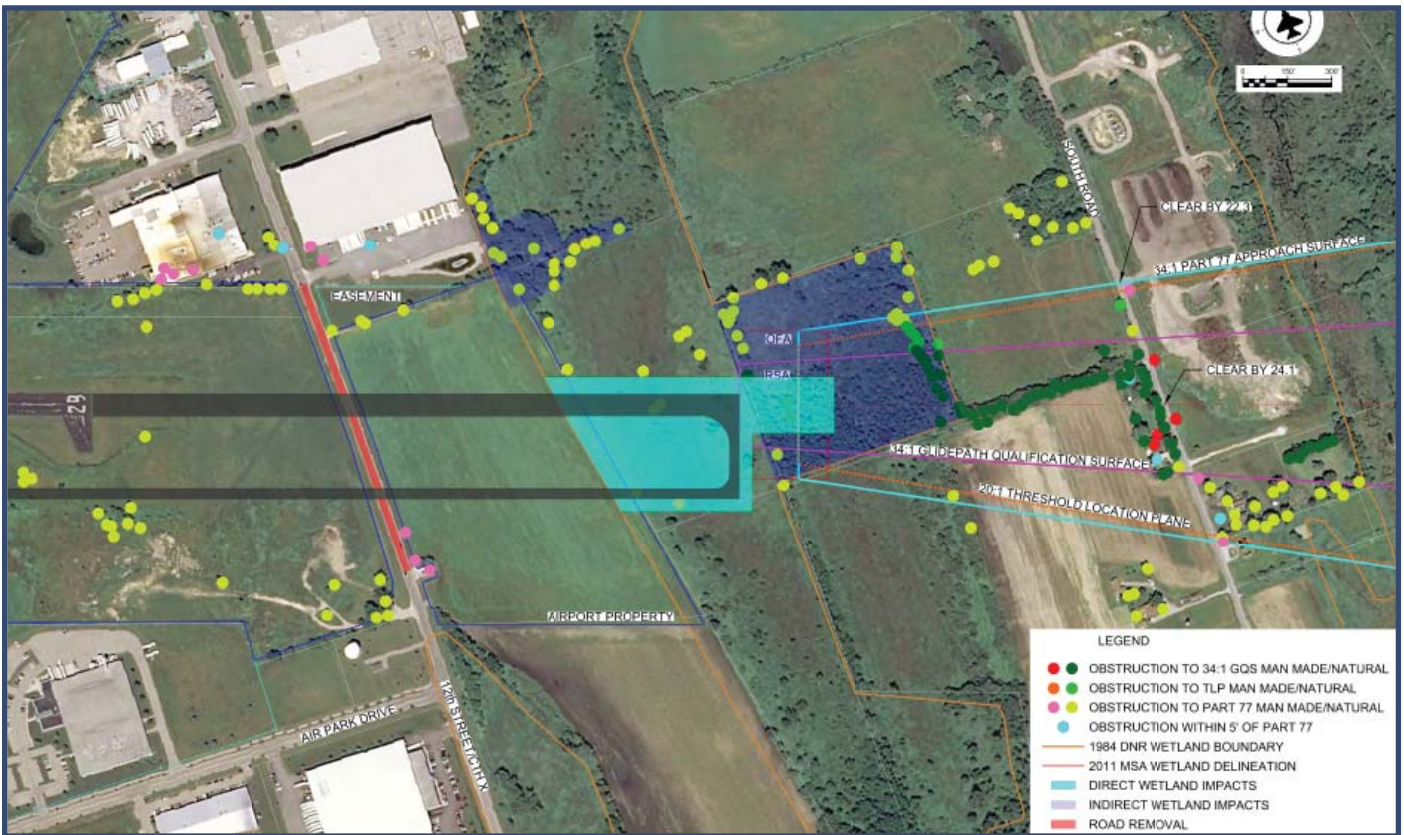 0 150' 300'
SOUTH ROAD
CLEAR BY 22.3
34:1 PART 77 APPROACH SURFACE
EASEMENT
OFA
RSA
CLEAR BY 24.1
29
34:1 GLIDEPATH QUALIFICATION SURFACE
20:1 THRESHOLD LOCATION PLANE
AIRPORT PROPERTY
12th STREET/CTH X
AIR PARK DRIVE
LEGEND
OBSTRUCTION TO 34:1 GQS MAN MADE/NATURAL
OBSTRUCTION TO TLP MAN MADE/NATURAL
OBSTRUCTION TO PART 77 MAN MADE/NATURAL
OBSTRUCTION WITHIN 5' OF PART 77
1984 DNR WETLAND BOUNDARY
2011 MSA WETLAND DELINEATION
DIRECT WETLAND IMPACTS
INDIRECT WETLAND IMPACTS
ROAD REMOVAL